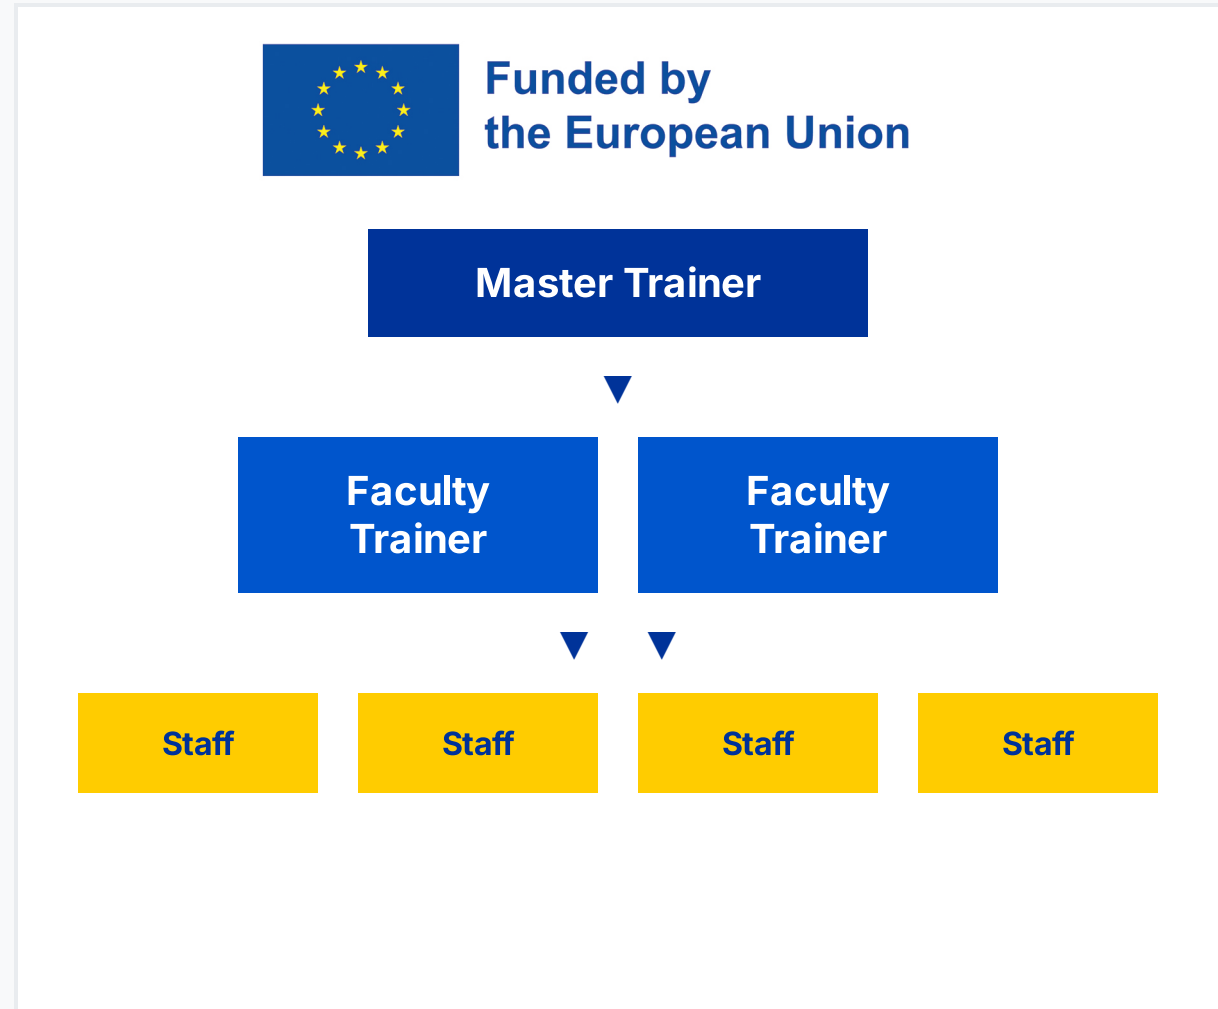 Funded by
the European Union
Master Trainer
Faculty
Trainer
Faculty
Trainer
Staff
Staff
Staff
Staff